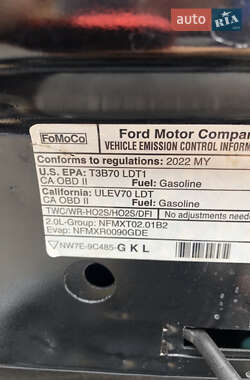 AUTO
RIA
FoMoCo
Ford Motor Compan
VEHICLE EMISSION CONTROL INFORM
Conforms to regulations: 2022 MY
U.S. EPA: T3B70 LDT1
CA OBD II Fuel: Gasoline
California: ULEV70 LDT
CA OBD II Fuel: Gasoline
TWC/WR-HO2S/HO2S/DFI No adjustments needed
2.0L-Group: NFMXT02.01B2
Evap: NFMXR0090GDE
NW7E-9C485-GKL